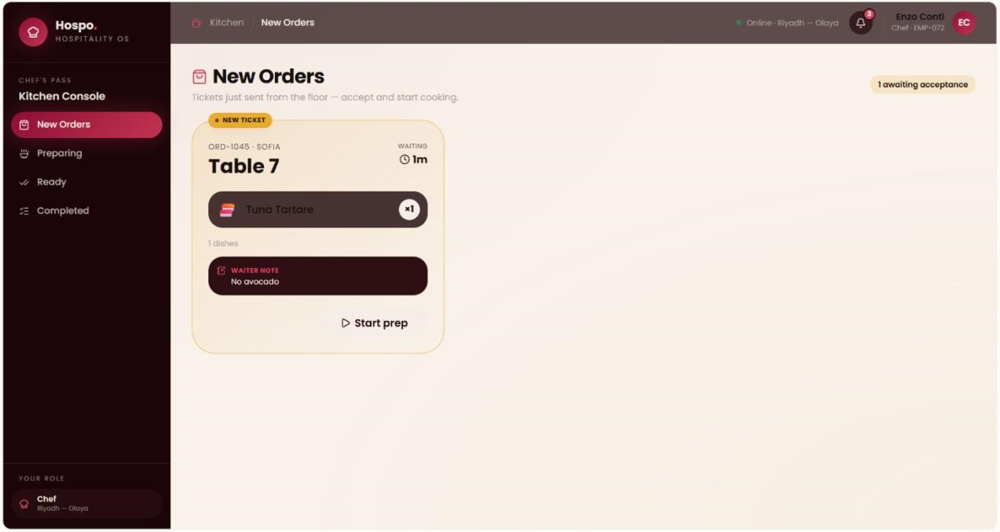 Hospo.
HOSPITALITY OS
CHEF'S PASS
Kitchen Console
New Orders
Preparing
Ready
Completed
YOUR ROLE
Chef
Riyadh — Olaya
Kitchen / New Orders
Online · Riyadh — Olaya
3
Enzo Conti
Chef · EMP-072
EC
New Orders
Tickets just sent from the floor — accept and start cooking.
1 awaiting acceptance
NEW TICKET
ORD-1045 · SOFIA
WAITING
Table 7
1m
Tuna Tartare
×1
1 dishes
WAITER NOTE
No avocado
Start prep